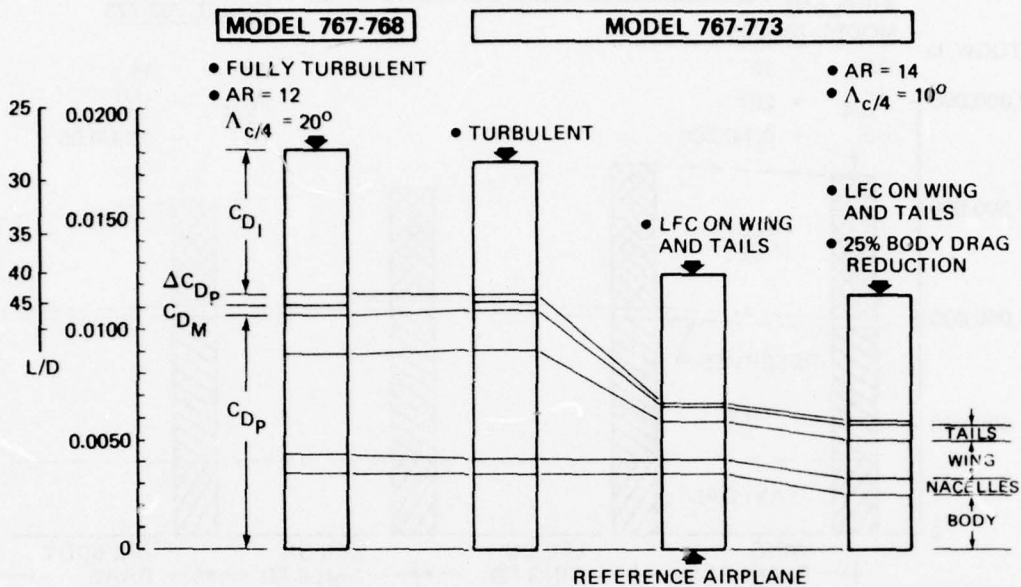 MODEL 767-768
MODEL 767-773
• FULLY TURBULENT
• AR = 12
Λc/4 = 20°
• TURBULENT
• LFC ON WING
AND TAILS
• AR = 14
• Λc/4 = 10°
• LFC ON WING
AND TAILS
• 25% BODY DRAG
REDUCTION
25
30
35
40
45
L/D
0.0200
0.0150
0.0100
0.0050
0
CDI
ΔCDP
CDM
CDP
TAILS
WING
NACELLES
BODY
REFERENCE AIRPLANE